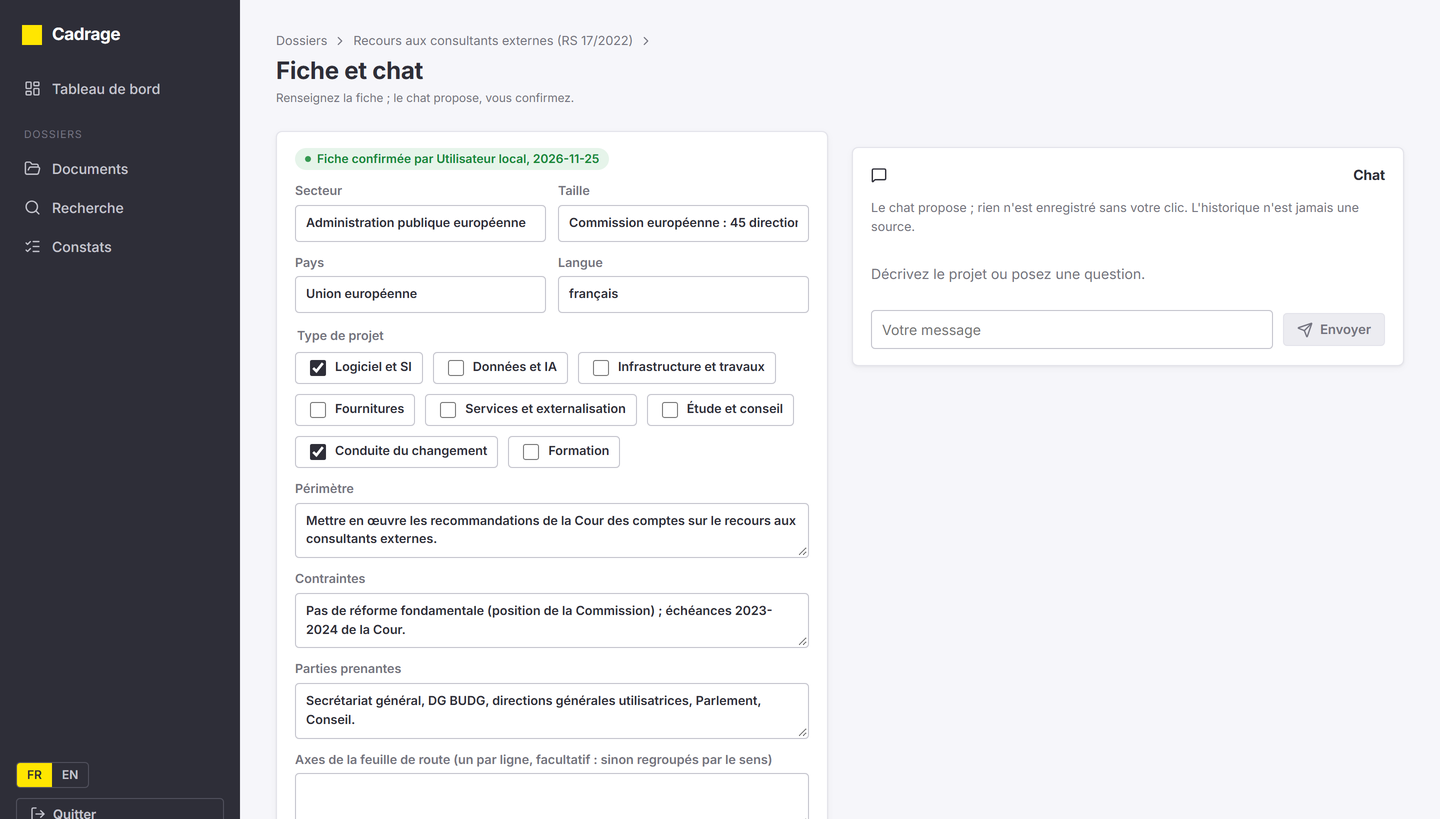 Cadrage
Tableau de bord
DOSSIERS
Documents
Recherche
Constats
FR EN
Quitter
Dossiers > Recours aux consultants externes (RS 17/2022) >
Fiche et chat
Renseignez la fiche ; le chat propose, vous confirmez.
Fiche confirmée par Utilisateur local, 2026-11-25
Secteur Taille
Administration publique européenne Commission européenne : 45 direction
Pays Langue
Union européenne français
Type de projet
Logiciel et SI Données et IA Infrastructure et travaux
Fournitures Services et externalisation Étude et conseil
Conduite du changement Formation
Périmètre
Mettre en œuvre les recommandations de la Cour des comptes sur le recours aux
consultants externes.
Contraintes
Pas de réforme fondamentale (position de la Commission) ; échéances 2023-
2024 de la Cour.
Parties prenantes
Secrétariat général, DG BUDG, directions générales utilisatrices, Parlement,
Conseil.
Axes de la feuille de route (un par ligne, facultatif : sinon regroupés par le sens)
Chat
Le chat propose ; rien n'est enregistré sans votre clic. L'historique n'est jamais une
source.
Décrivez le projet ou posez une question.
Votre message
Envoyer